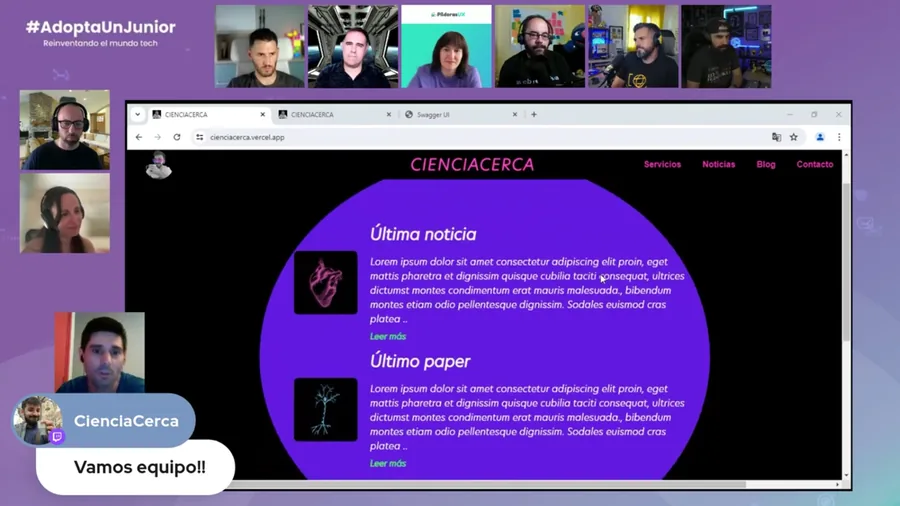 #AdoptaUnJunior
Reinventando el mundo tech
PíldorasUX
CIENCIACERCA
CIENCIACERCA
Swagger UI
cienciacerca.vercel.app
CIENCIACERCA
Servicios
Noticias
Blog
Contacto
Última noticia
Lorem ipsum dolor sit amet consectetur adipiscing elit proin, eget
mattis pharetra et dignissim quisque cubilia taciti consequat, ultrices
dictumst montes condimentum erat mauris malesuada., bibendum
montes etiam odio pellentesque dignissim. Sodales euismod cras
platea ..
Leer más
Último paper
Lorem ipsum dolor sit amet consectetur adipiscing elit proin, eget
mattis pharetra et dignissim quisque cubilia taciti consequat, ultrices
dictumst montes condimentum erat mauris malesuada., bibendum
montes etiam odio pellentesque dignissim. Sodales euismod cras
platea ..
Leer más
CienciaCerca
Vamos equipo!!